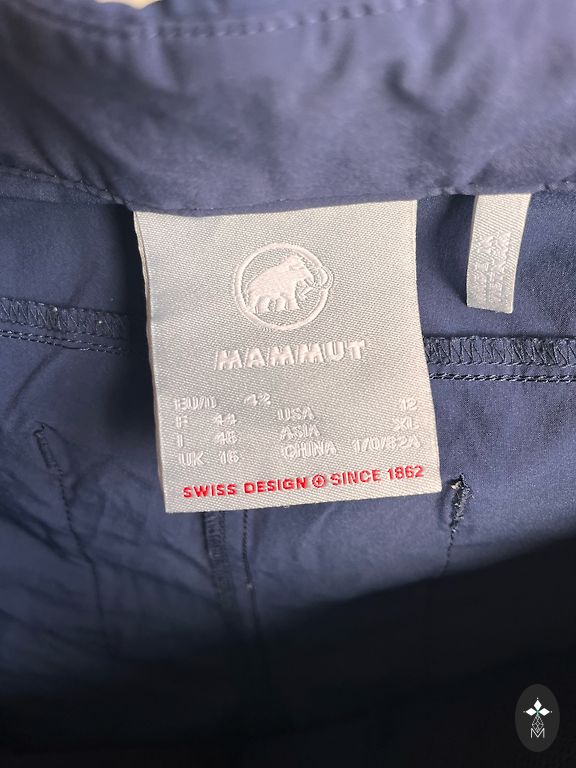 MAMMUT
EU/D 42
F 44 USA 12
I 48 ASIA XL
UK 16 CHINA 170/82A
SWISS DESIGN SINCE 1862